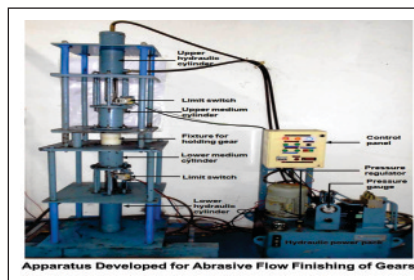 Upper
hydraulic
cylinder
Limit switch
Upper medium
cylinder
Fixture for
holding gear
Lower medium
cylinder
Limit switch
Lower hydraulic
cylinder
Control
panel
Pressure
regulator
Pressure
gauge
Hydraulic power pack
Apparatus Developed for Abrasive Flow Finishing of Gears